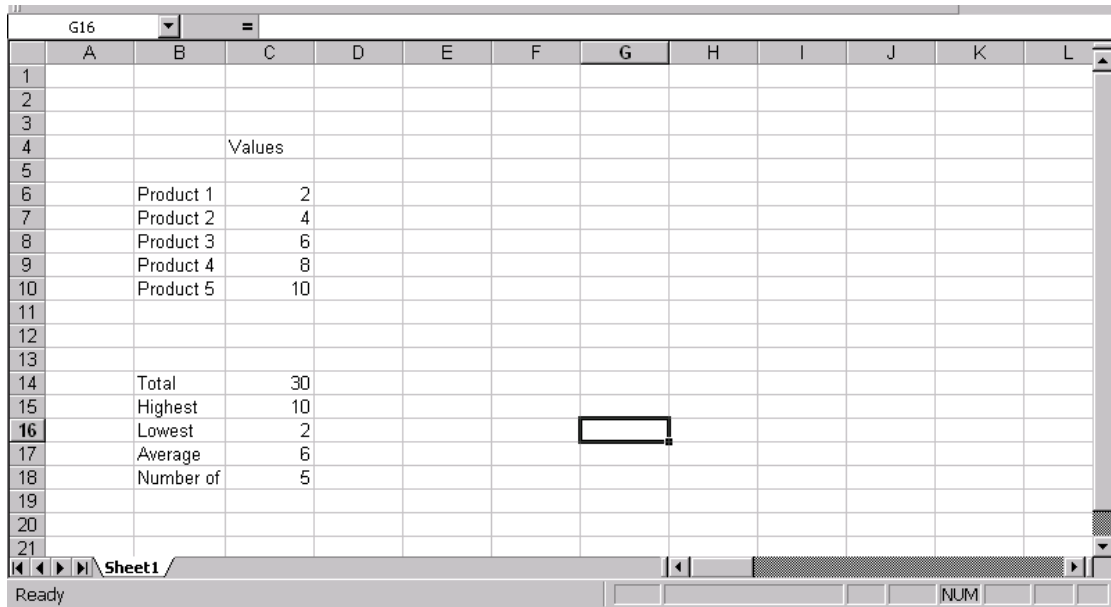 G16 =
A B C D E F G H I J K L
1
2
3
4 Values
5
6 Product 1 2
7 Product 2 4
8 Product 3 6
9 Product 4 8
10 Product 5 10
11
12
13
14 Total 30
15 Highest 10
16 Lowest 2
17 Average 6
18 Number of 5
19
20
21
Sheet1
Ready NUM